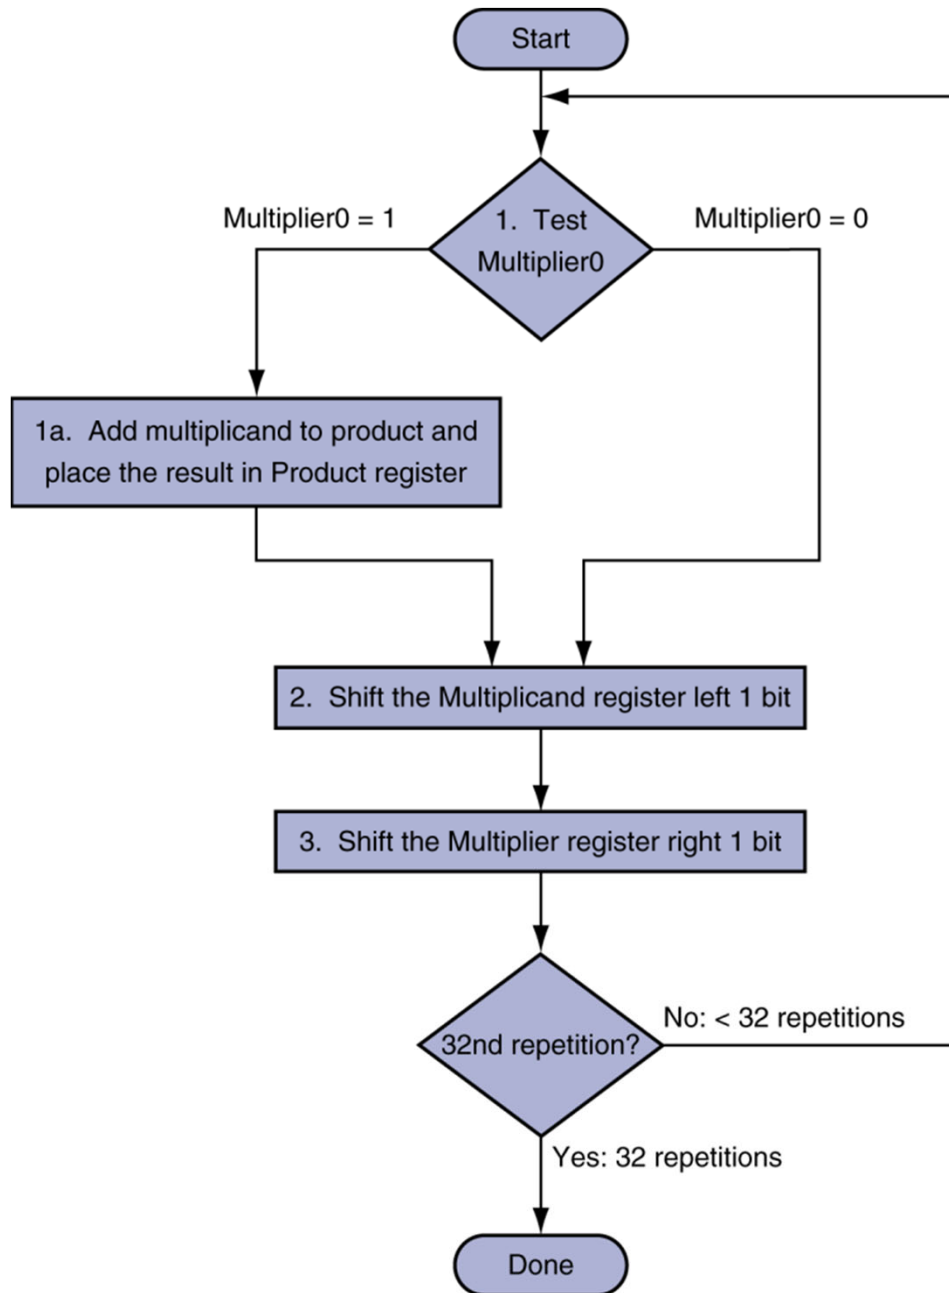 Start
Multiplier0 = 1
1. Test
Multiplier0
Multiplier0 = 0
1a. Add multiplicand to product and
place the result in Product register
2. Shift the Multiplicand register left 1 bit
3. Shift the Multiplier register right 1 bit
32nd repetition?
No: < 32 repetitions
Yes: 32 repetitions
Done